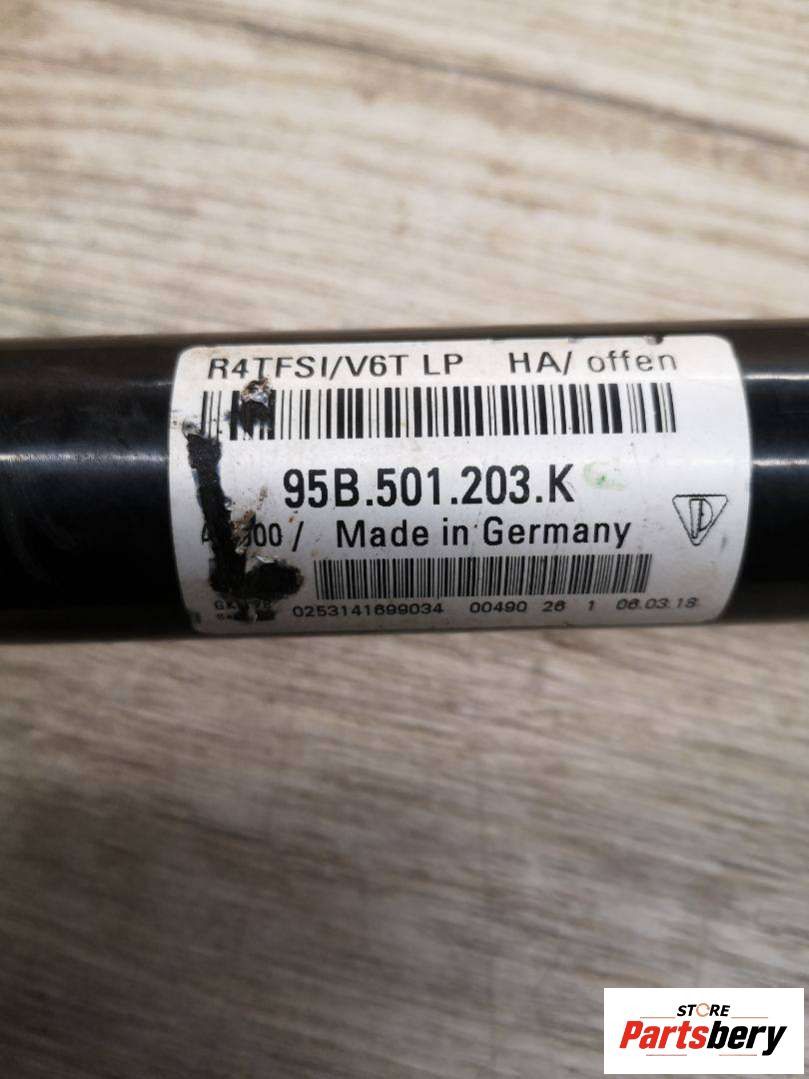 R4TFSI/V6T LP HA/ offen
95B.501.203.K
/ Made in Germany
0253141699034 00490 26 1 06.03.18
STORE
Partsbery